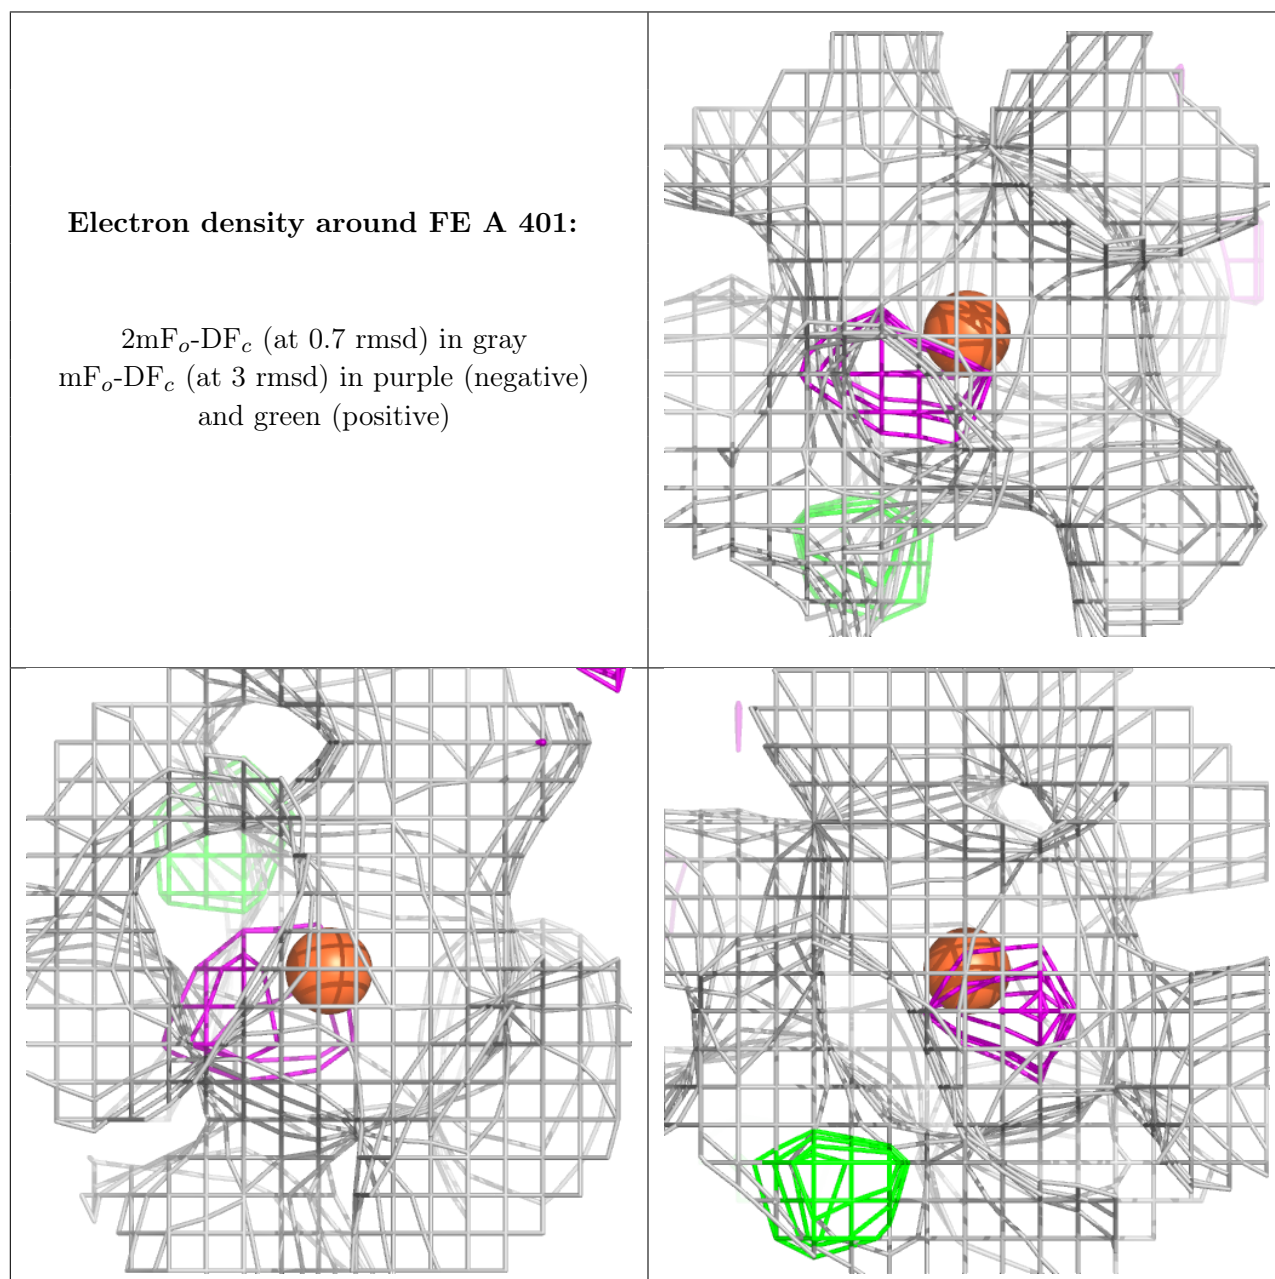 Electron density around FE A 401:
2mFo-DFc (at 0.7 rmsd) in gray
mFo-DFc (at 3 rmsd) in purple (negative)
and green (positive)